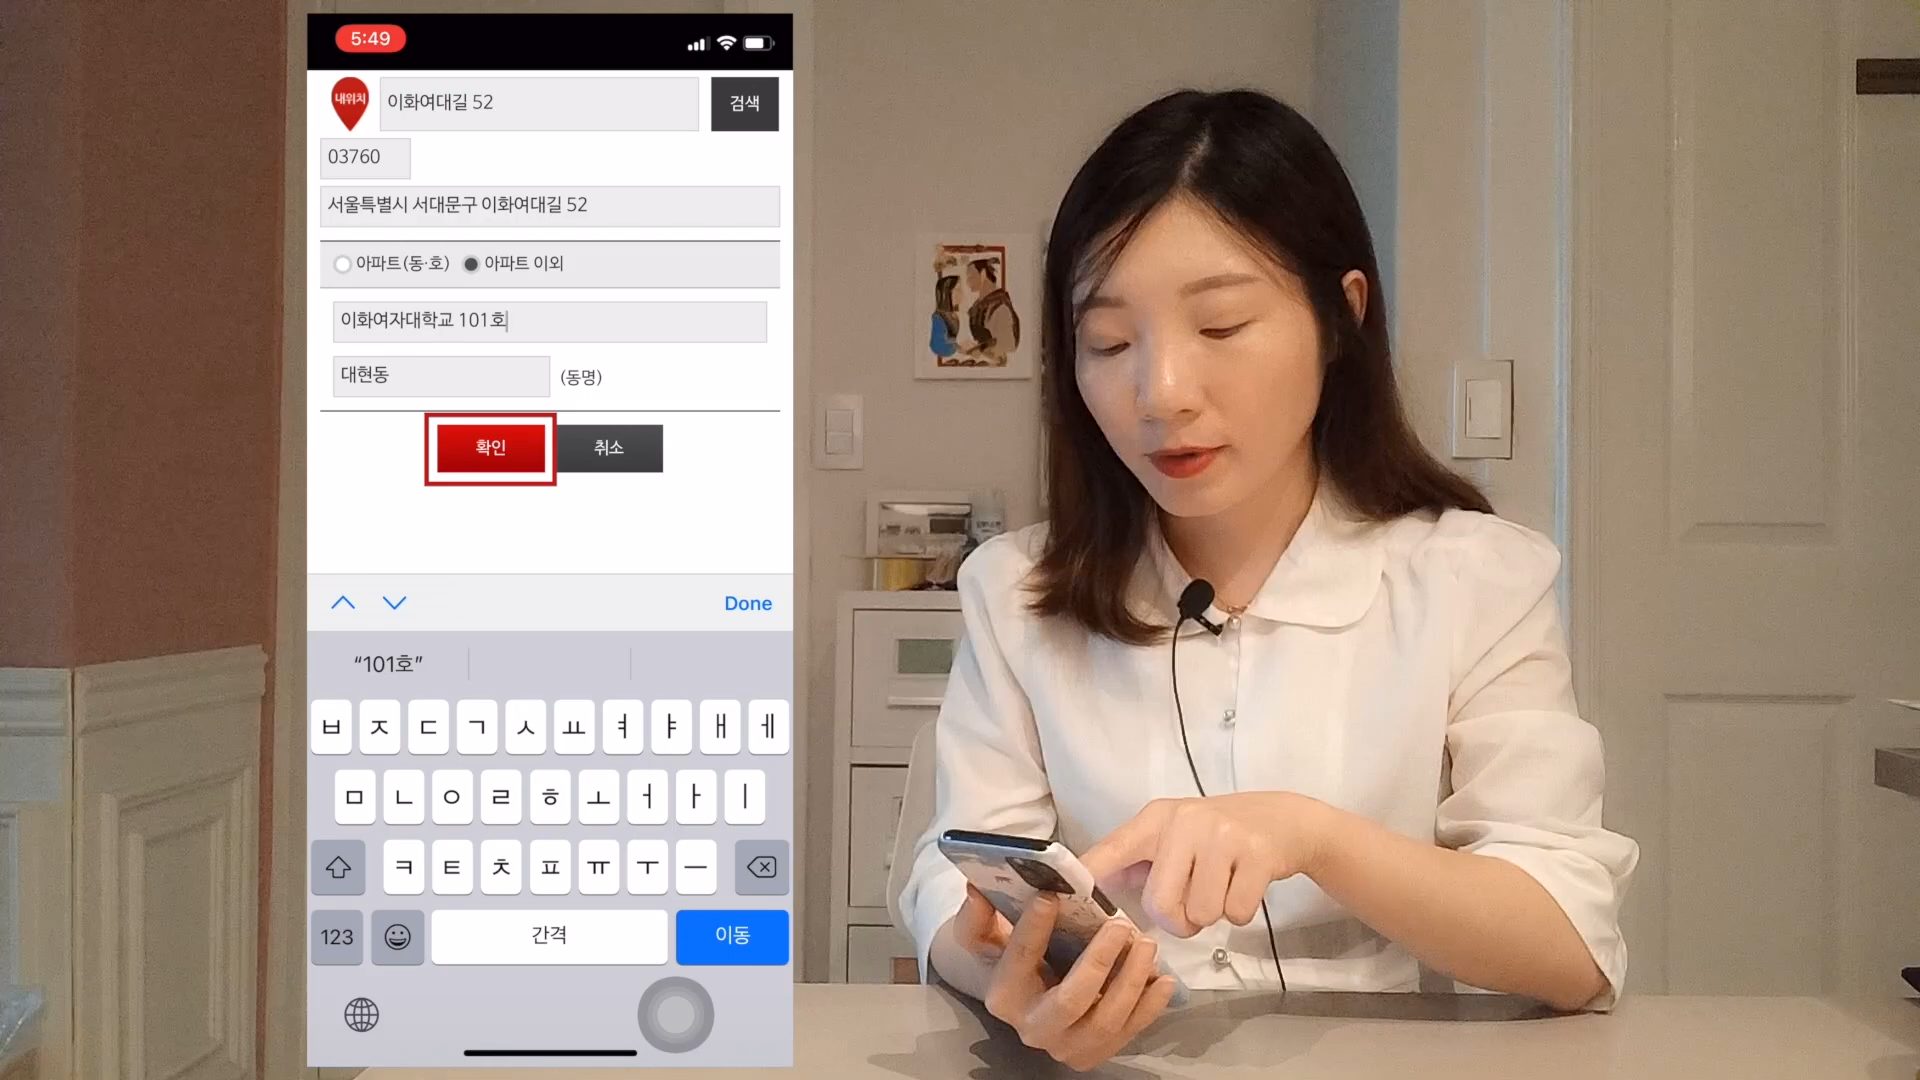 5:49
내위치 이화여대길 52 검색
03760
서울특별시 서대문구 이화여대길 52
아파트(동·호) 아파트 이외
이화여자대학교 101호
대현동 (동명)
확인 취소
Done
“101호”
ㅂ ㅈ ㄷ ㄱ ㅅ ㅛ ㅕ ㅑ ㅐ ㅔ
ㅁ ㄴ ㅇ ㄹ ㅎ ㅗ ㅓ ㅏ ㅣ
ㅋ ㅌ ㅊ ㅍ ㅠ ㅜ ㅡ
123 간격 이동